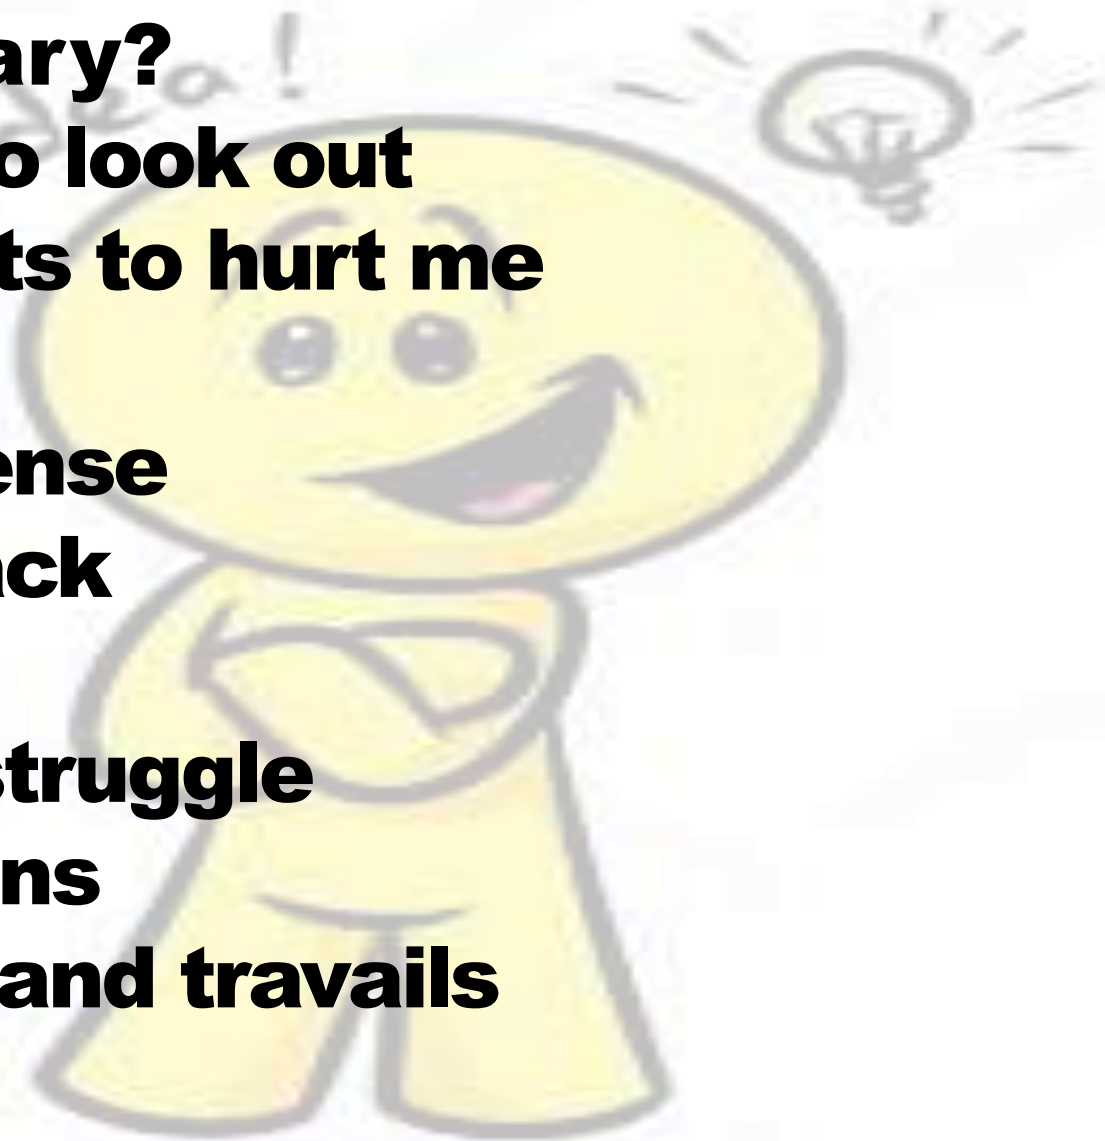 ary?
o look out
ts to hurt me
ense
ack
struggle
ns
and travails